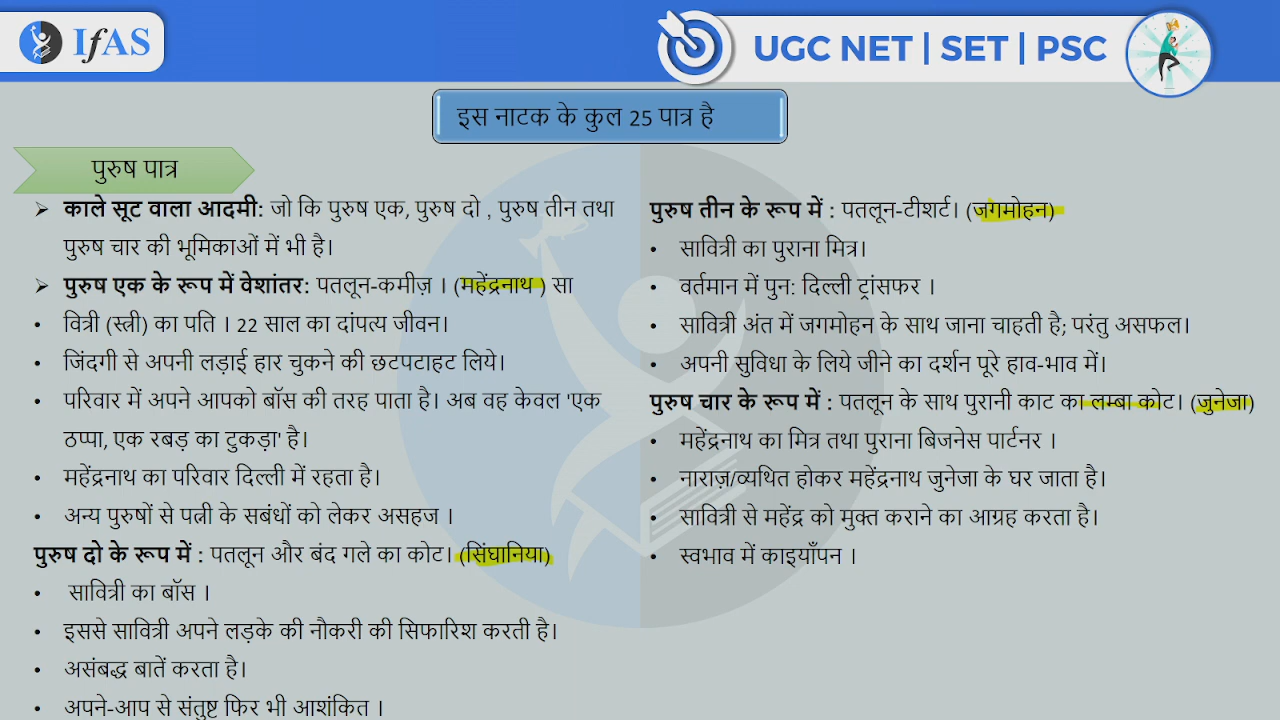 IfAS
UGC NET | SET | PSC
इस नाटक के कुल 25 पात्र है
पुरुष पात्र
➢ काले सूट वाला आदमी: जो कि पुरुष एक, पुरुष दो , पुरुष तीन तथा
पुरुष चार की भूमिकाओं में भी है।
➢ पुरुष एक के रूप में वेशांतर: पतलून-कमीज़ । (महेंद्रनाथ ) सा
• वित्री (स्त्री) का पति । 22 साल का दांपत्य जीवन।
• जिंदगी से अपनी लड़ाई हार चुकने की छटपटाहट लिये।
• परिवार में अपने आपको बॉस की तरह पाता है। अब वह केवल 'एक
ठप्पा, एक रबड़ का टुकड़ा' है।
• महेंद्रनाथ का परिवार दिल्ली में रहता है।
• अन्य पुरुषों से पत्नी के सबंधों को लेकर असहज ।
पुरुष दो के रूप में : पतलून और बंद गले का कोट। (सिंघानिया)
• सावित्री का बॉस ।
• इससे सावित्री अपने लड़के की नौकरी की सिफारिश करती है।
• असंबद्ध बातें करता है।
• अपने-आप से संतुष्ट फिर भी आशंकित ।
पुरुष तीन के रूप में : पतलून-टीशर्ट। (जगमोहन)
• सावित्री का पुराना मित्र।
• वर्तमान में पुन: दिल्ली ट्रांसफर ।
• सावित्री अंत में जगमोहन के साथ जाना चाहती है; परंतु असफल।
• अपनी सुविधा के लिये जीने का दर्शन पूरे हाव-भाव में।
पुरुष चार के रूप में : पतलून के साथ पुरानी काट का लम्बा कोट। (जुनेजा)
• महेंद्रनाथ का मित्र तथा पुराना बिजनेस पार्टनर ।
• नाराज़/व्यथित होकर महेंद्रनाथ जुनेजा के घर जाता है।
• सावित्री से महेंद्र को मुक्त कराने का आग्रह करता है।
• स्वभाव में काइयाँपन ।